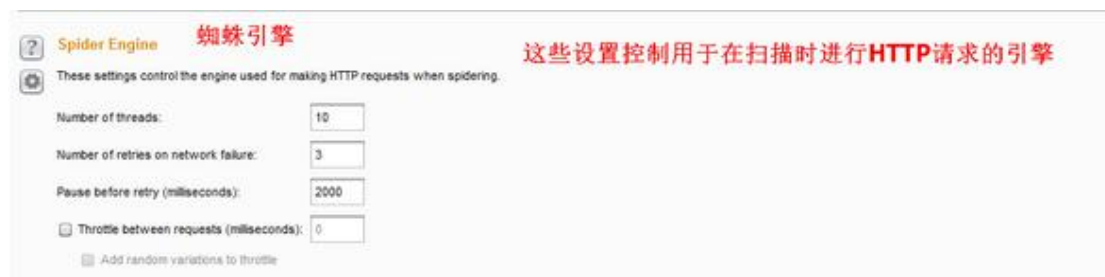 Spider Engine 蜘蛛引擎
这些设置控制用于在扫描时进行HTTP请求的引擎
?
These settings control the engine used for making HTTP requests when spidering.
Number of threads: 10
Number of retries on network failure: 3
Pause before retry (milliseconds): 2000
Throttle between requests (milliseconds): 0
Add random variations to throttle